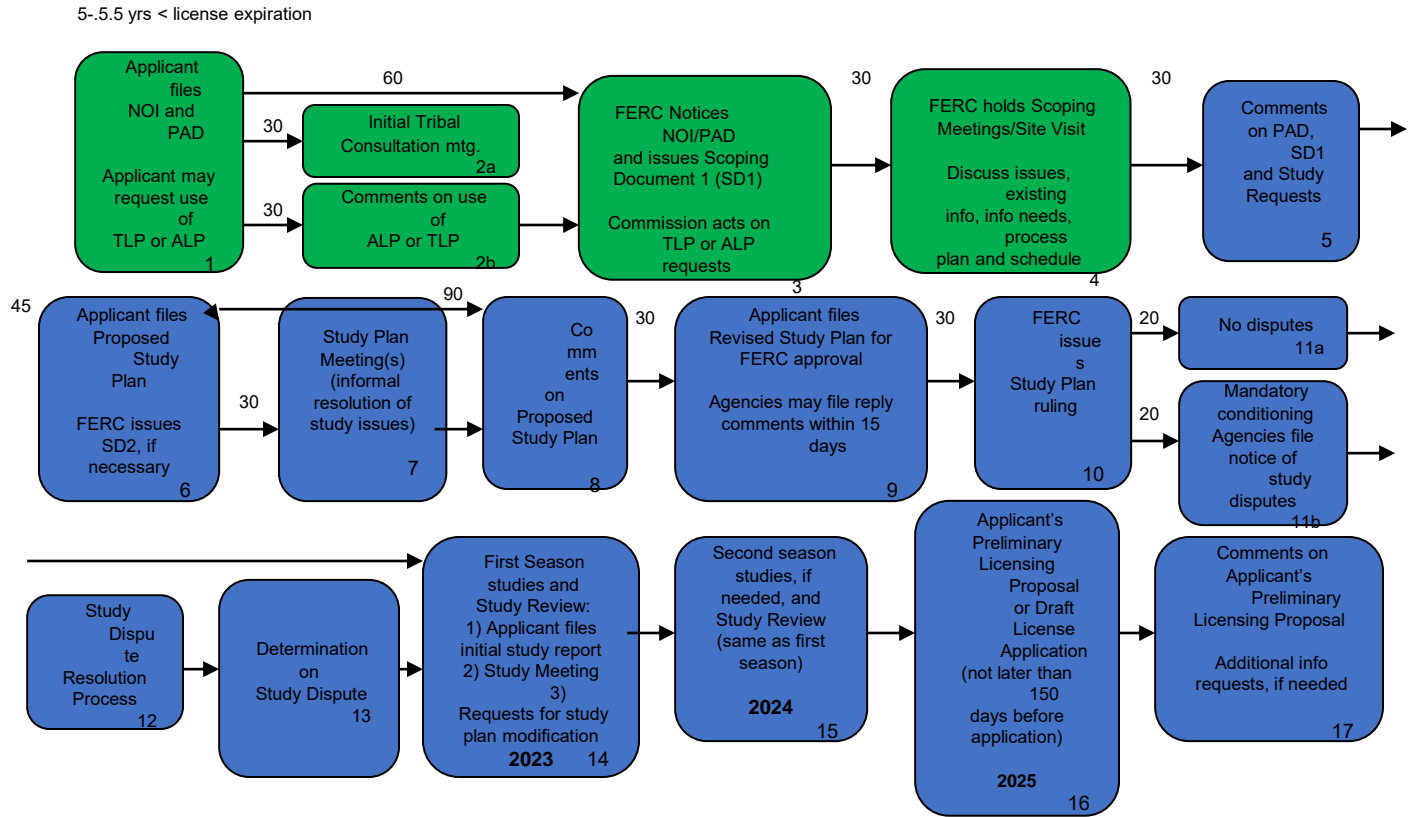 5-.5.5 yrs < license expiration
Applicant
files
NOI and
PAD
Applicant may
request use
of
TLP or ALP
1
60
30
Initial Tribal
Consultation mtg.
2a
30
Comments on use
of
ALP or TLP
2b
FERC Notices
NOI/PAD
and issues Scoping
Document 1 (SD1)
Commission acts on
TLP or ALP
requests
3
30
FERC holds Scoping
Meetings/Site Visit
Discuss issues,
existing
info, info needs,
process
plan and schedule
4
30
Comments
on PAD,
SD1
and Study
Requests
5
45
Applicant files
Proposed
Study
Plan
FERC issues
SD2, if
necessary
6
90
30
Study Plan
Meeting(s)
(informal
resolution of
study issues)
7
Co
mm
ents
on
Proposed
Study Plan
8
30
Applicant files
Revised Study Plan for
FERC approval
Agencies may file reply
comments within 15
days
9
30
FERC
issue
s
Study Plan
ruling
10
20
No disputes
11a
20
Mandatory
conditioning
Agencies file
notice of
study
disputes
11b
Study
Dispu
te
Resolution
Process
12
Determination
on
Study Dispute
13
First Season
studies and
Study Review:
1) Applicant files
initial study report
2) Study Meeting
3)
Requests for study
plan modification
2023 14
Second season
studies, if
needed, and
Study Review
(same as first
season)
2024
15
Applicant’s
Preliminary
Licensing
Proposal
or Draft
License
Application
(not later than
150
days before
application)
2025
16
Comments on
Applicant’s
Preliminary
Licensing Proposal
Additional info
requests, if needed
17